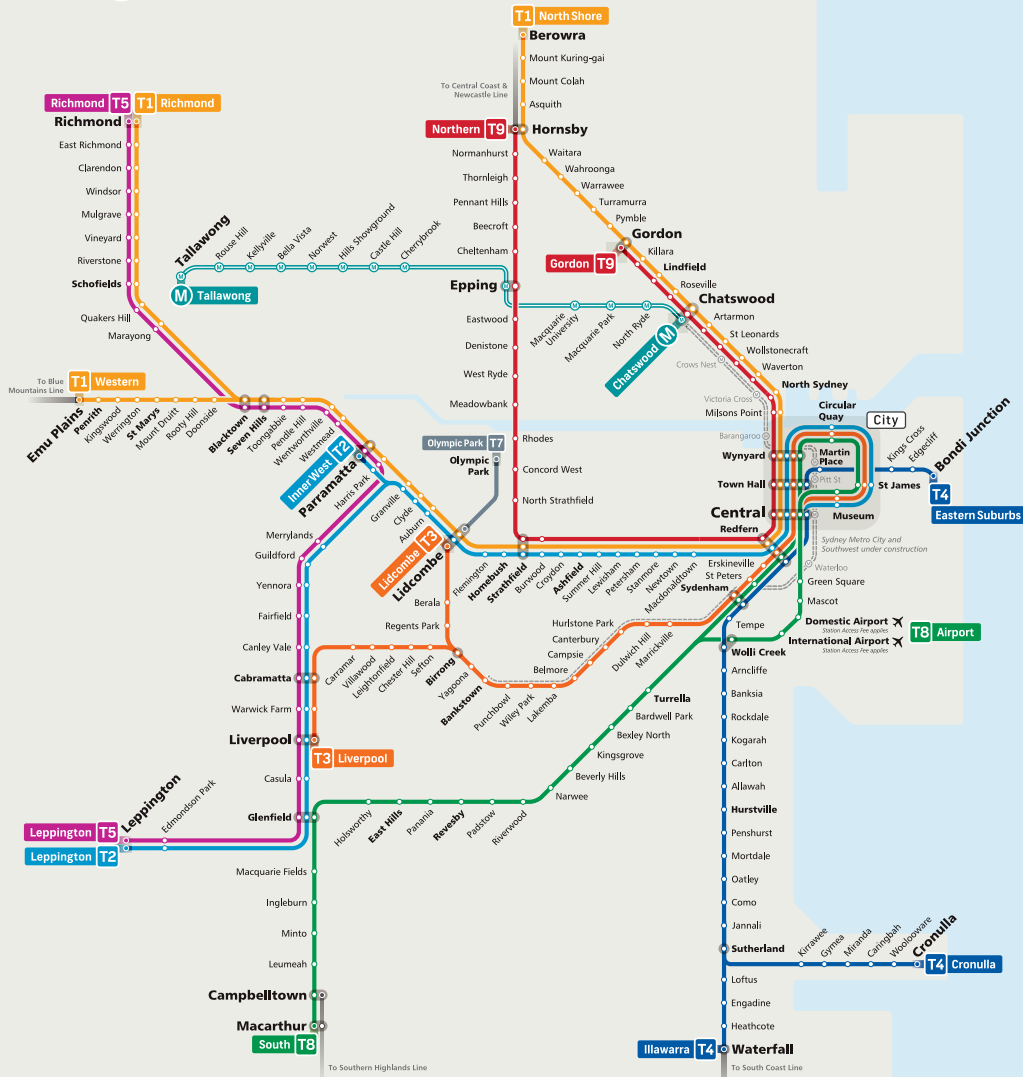 T1 North Shore
Berowra
Mount Kuring-gai
Mount Colah
To Central Coast &
Newcastle Line
Asquith
Richmond T5
T1 Richmond
Richmond
Northern T9
Hornsby
East Richmond
Clarendon
Windsor
Mulgrave
Vineyard
Riverstone
Schofields
Quakers Hill
Marayong
Normanhurst
Thornleigh
Pennant Hills
Beecroft
Cheltenham
Epping
Eastwood
Denistone
West Ryde
Meadowbank
Rhodes
Concord West
North Strathfield
Waitara
Wahroonga
Warrawee
Turramurra
Pymble
Gordon
Gordon T9
Killara
Lindfield
Roseville
Chatswood
Artarmon
St Leonards
Wollstonecraft
Waverton
North Sydney
Milsons Point
Tallawong
Rouse Hill
Kellyville
Bella Vista
Norwest
Hills Showground
Castle Hill
Cherrybrook
M Tallawong
Macquarie
University
Macquarie Park
North Ryde
Chatswood M
Crows Nest
Victoria Cross
Barangaroo
To Blue
Mountains Line
T1 Western
Emu Plains
Penrith
Kingswood
Werrington
St Marys
Mount Druitt
Rooty Hill
Doonside
Blacktown
Seven Hills
Toongabbie
Pendle Hill
Wentworthville
Westmead
Inner West T2
Parramatta
Harris Park
Granville
Clyde
Auburn
Olympic Park T7
Olympic
Park
Lidcombe T3
Lidcombe
Flemington
Homebush
Strathfield
Burwood
Croydon
Ashfield
Summer Hill
Lewisham
Petersham
Stanmore
Newtown
Macdonaldtown
Circular
Quay
City
Wynyard
Martin
Place
Town Hall
Pitt St
Central
St James
Museum
Redfern
Kings Cross
Edgecliff
Bondi Junction
T4
Eastern Suburbs
Sydney Metro City and
Southwest under construction
Waterloo
Erskineville
St Peters
Sydenham
Green Square
Mascot
Domestic Airport
Station Access Fee applies
International Airport
Station Access Fee applies
T8 Airport
Merrylands
Guildford
Yennora
Fairfield
Canley Vale
Cabramatta
Warwick Farm
Liverpool
T3 Liverpool
Casula
Glenfield
Berala
Regents Park
Carramar
Villawood
Leightonfield
Chester Hill
Sefton
Birrong
Yagoona
Bankstown
Punchbowl
Wiley Park
Lakemba
Belmore
Campsie
Canterbury
Hurlstone Park
Dulwich Hill
Marrickville
Tempe
Wolli Creek
Arncliffe
Banksia
Rockdale
Kogarah
Carlton
Allawah
Hurstville
Penshurst
Mortdale
Oatley
Como
Jannali
Sutherland
Loftus
Engadine
Heathcote
Illawarra T4
Waterfall
To South Coast Line
Kirrawee
Gymea
Miranda
Caringbah
Woolooware
Cronulla
T4 Cronulla
Turrella
Bardwell Park
Bexley North
Kingsgrove
Beverly Hills
Narwee
Riverwood
Padstow
Revesby
Panania
East Hills
Holsworthy
Leppington
Edmondson Park
Leppington T5
Leppington T2
Macquarie Fields
Ingleburn
Minto
Leumeah
Campbelltown
Macarthur
South T8
To Southern Highlands Line